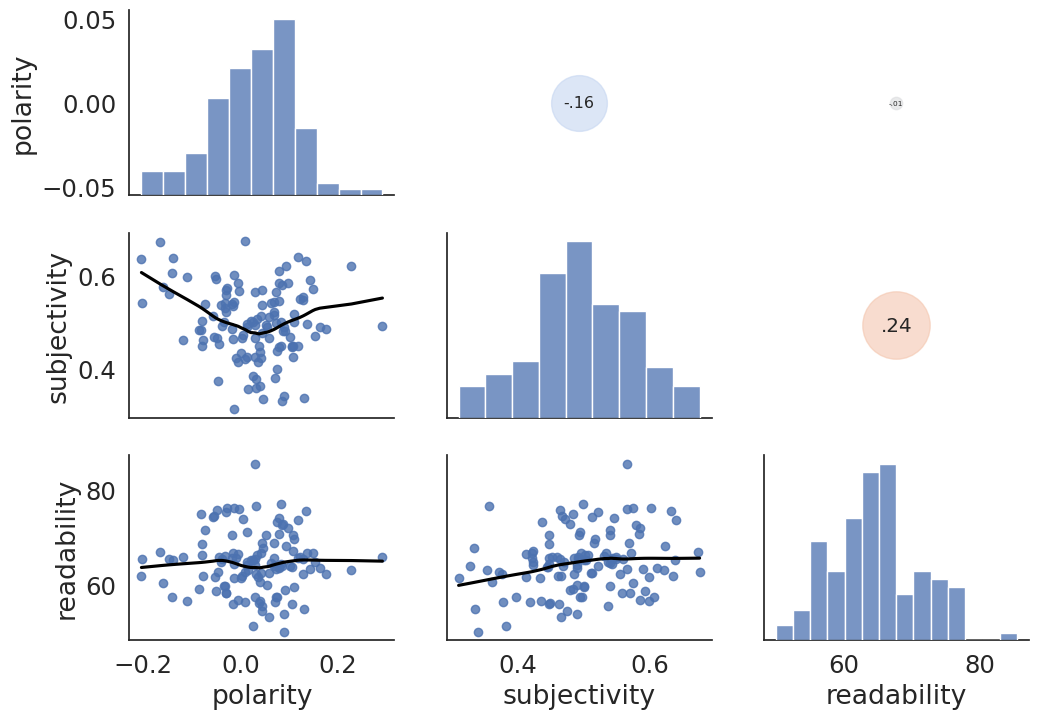 0.05
0.00
−0.05
polarity
-.16
-.01
0.6
0.4
subjectivity
.24
80
60
readability
−0.2 0.0 0.2
polarity
0.4 0.6
subjectivity
60 80
readability